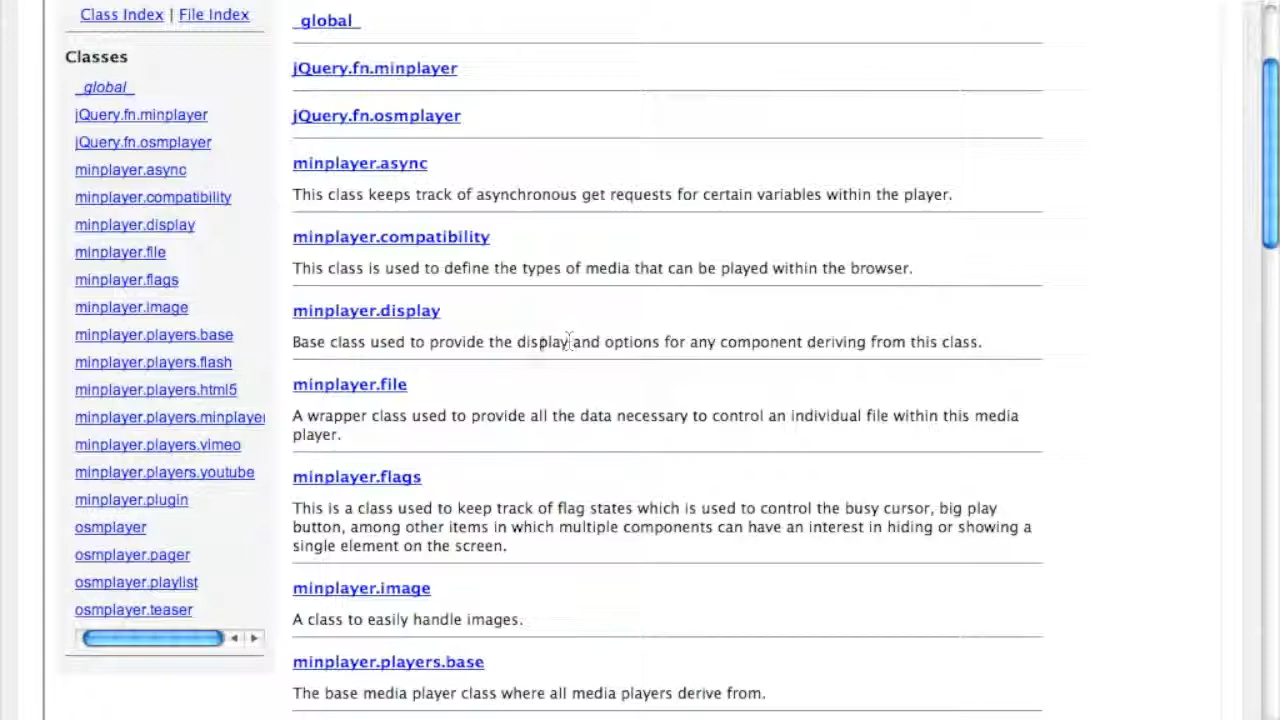 Class Index | File Index
Classes
_global_
jQuery.fn.minplayer
jQuery.fn.osmplayer
minplayer.async
minplayer.compatibility
minplayer.display
minplayer.file
minplayer.flags
minplayer.image
minplayer.players.base
minplayer.players.flash
minplayer.players.html5
minplayer.players.minplayer
minplayer.players.vimeo
minplayer.players.youtube
minplayer.plugin
osmplayer
osmplayer.pager
osmplayer.playlist
osmplayer.teaser
_global_
jQuery.fn.minplayer
jQuery.fn.osmplayer
minplayer.async
This class keeps track of asynchronous get requests for certain variables within the player.
minplayer.compatibility
This class is used to define the types of media that can be played within the browser.
minplayer.display
Base class used to provide the display and options for any component deriving from this class.
minplayer.file
A wrapper class used to provide all the data necessary to control an individual file within this media
player.
minplayer.flags
This is a class used to keep track of flag states which is used to control the busy cursor, big play
button, among other items in which multiple components can have an interest in hiding or showing a
single element on the screen.
minplayer.image
A class to easily handle images.
minplayer.players.base
The base media player class where all media players derive from.